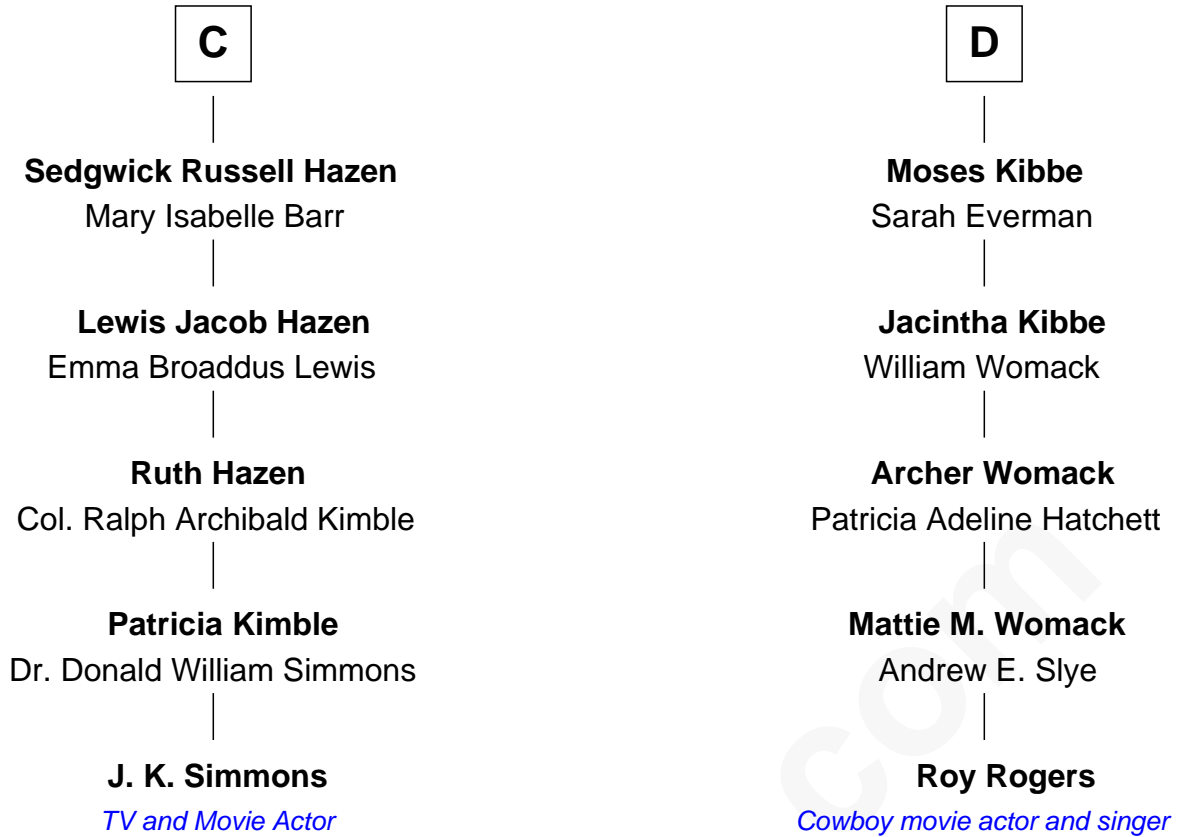 C
Sedgwick Russell Hazen
Mary Isabelle Barr
Lewis Jacob Hazen
Emma Broaddus Lewis
Ruth Hazen
Col. Ralph Archibald Kimble
Patricia Kimble
Dr. Donald William Simmons
J. K. Simmons
TV and Movie Actor
D
Moses Kibbe
Sarah Everman
Jacintha Kibbe
William Womack
Archer Womack
Patricia Adeline Hatchett
Mattie M. Womack
Andrew E. Slye
Roy Rogers
Cowboy movie actor and singer
com